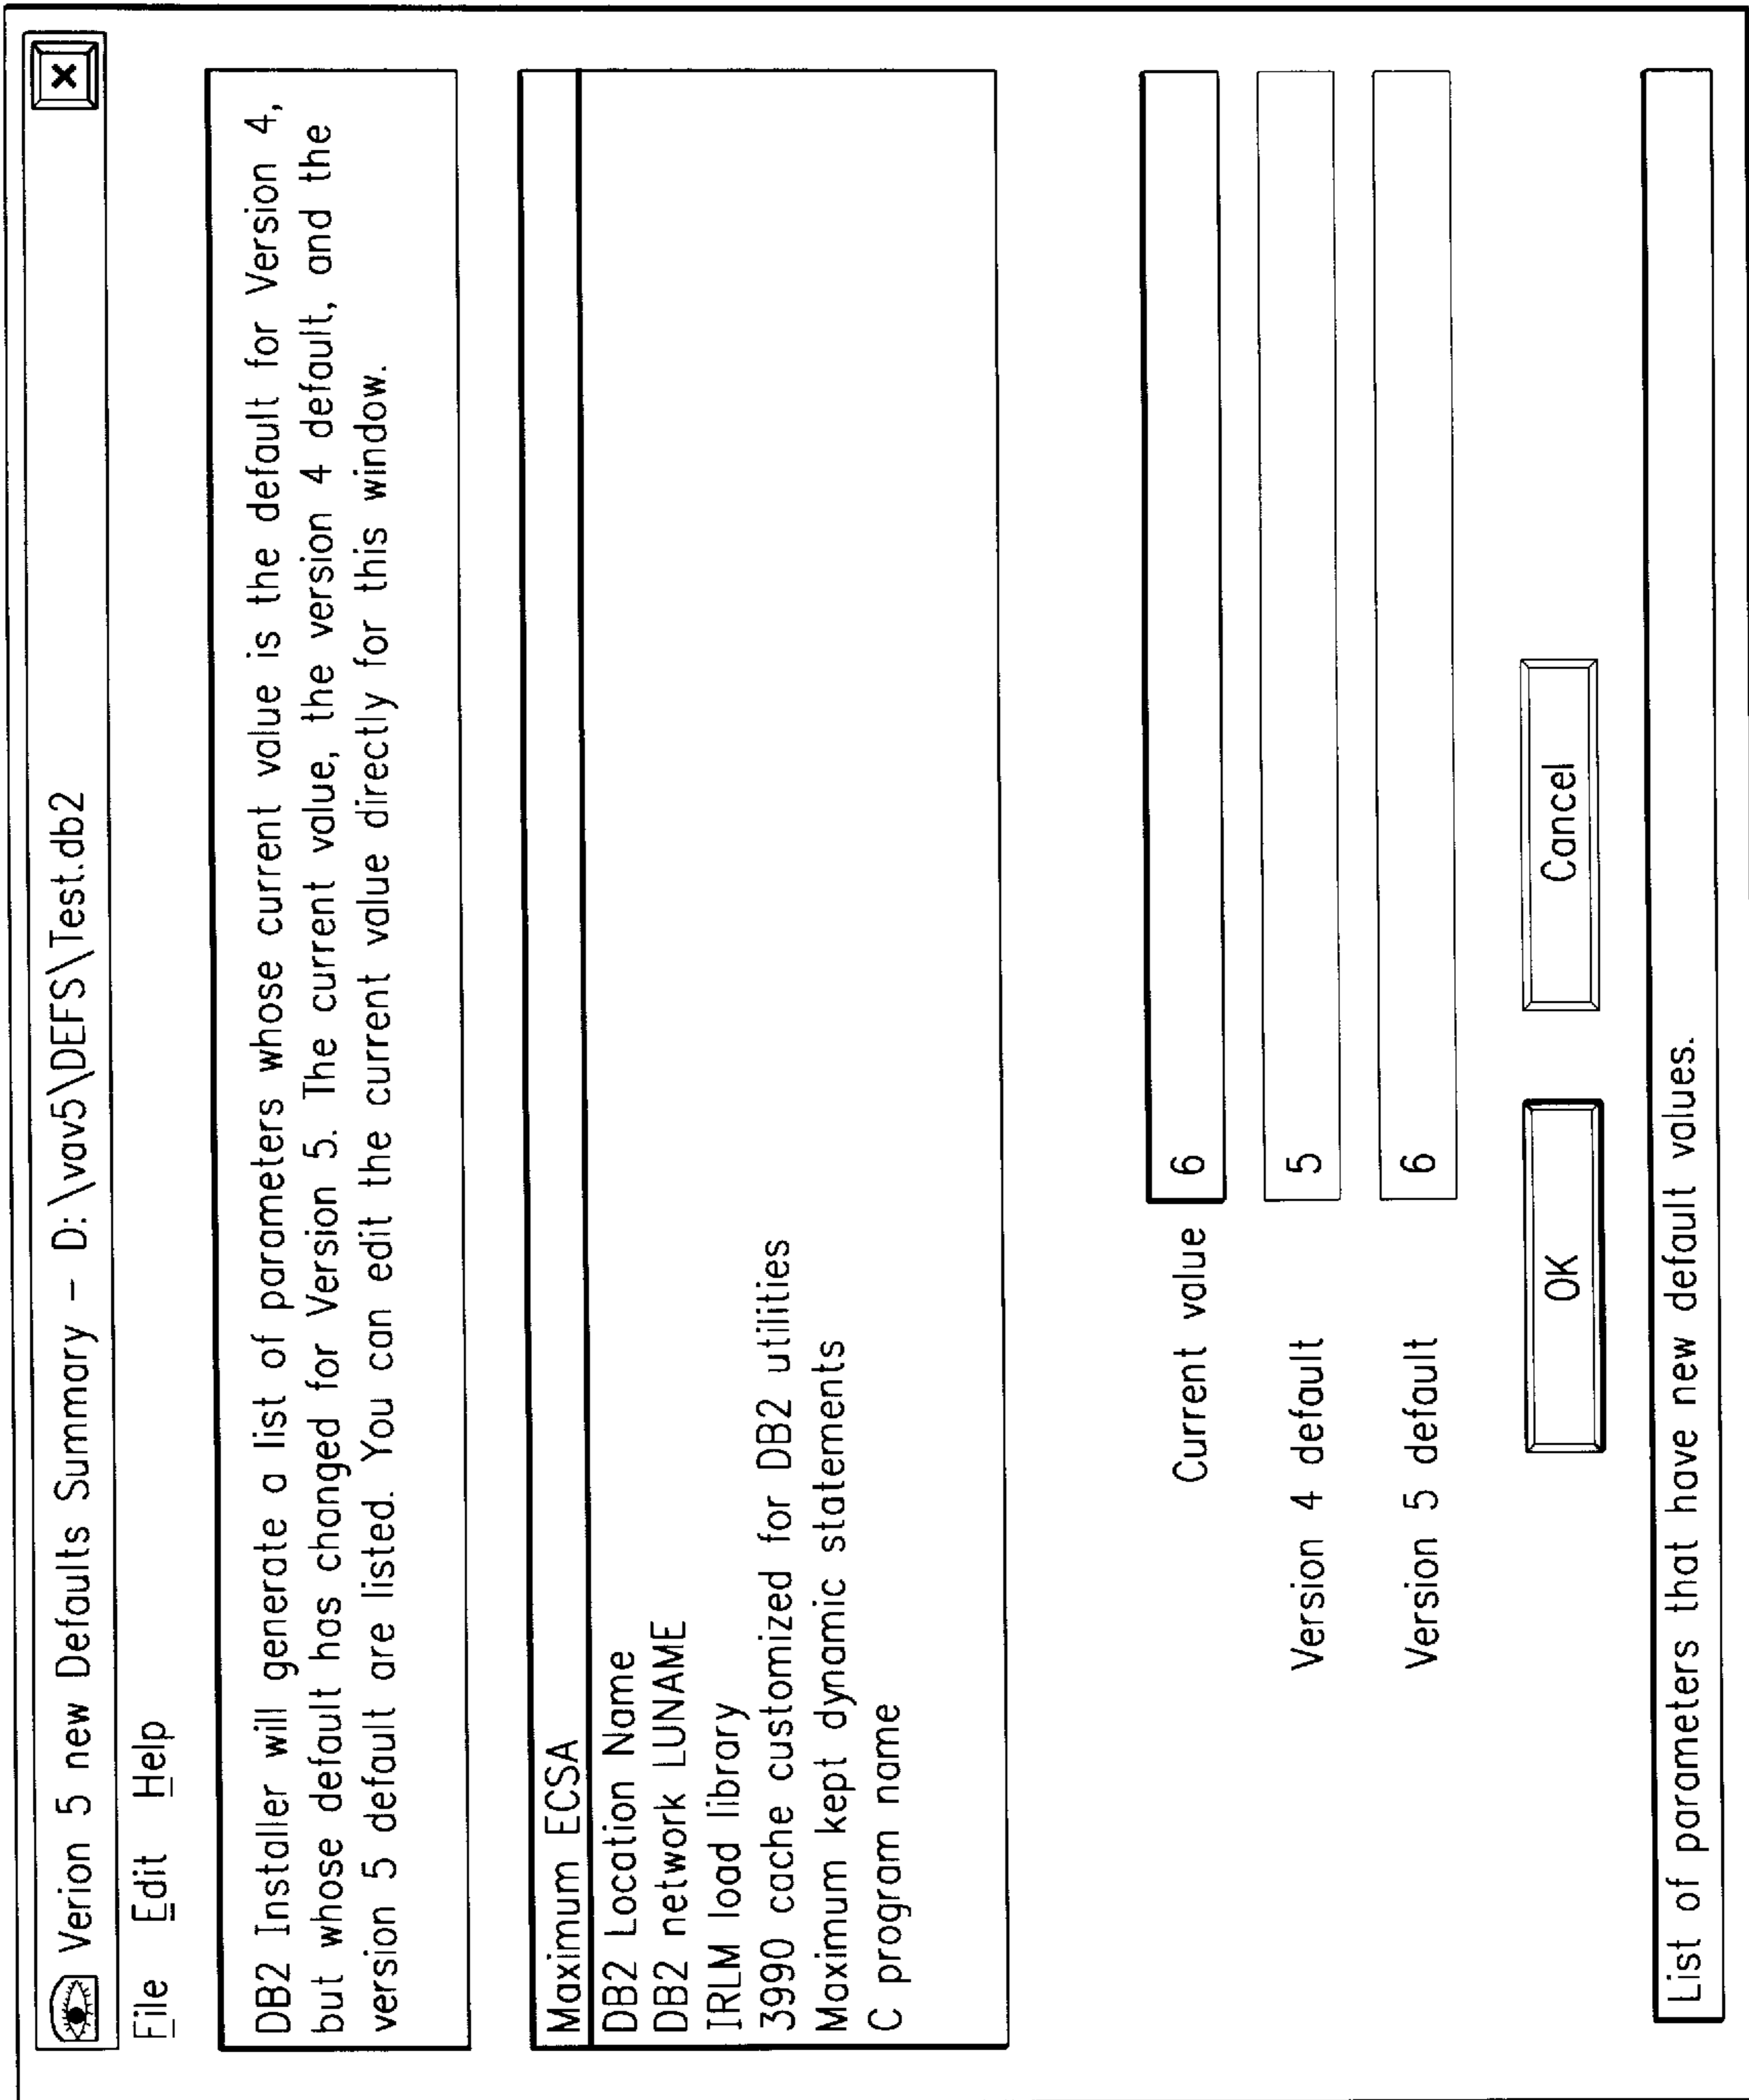 Verion 5 new Defaults Summary – D:\vav5\DEFS\Test.db2
File Edit Help
DB2 Installer will generate a list of parameters whose current value is the default for Version 4,
but whose default has changed for Version 5. The current value, the version 4 default, and the
version 5 default are listed. You can edit the current value directly for this window.
Maximum ECSA
DB2 Location Name
DB2 network LUNAME
IRLM load library
3990 cache customized for DB2 utilities
Maximum kept dynamic statements
C program name
Current value 6
Version 4 default 5
Version 5 default 6
OK Cancel
List of parameters that have new default values.